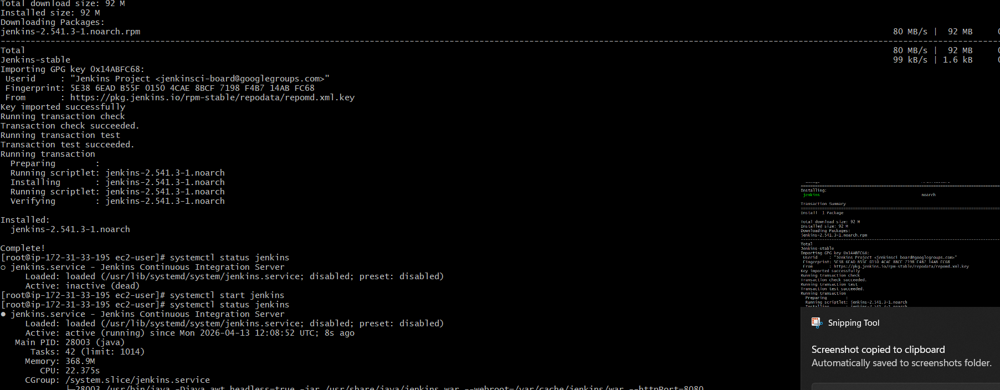 Total download size: 92 M
Installed size: 92 M
Downloading Packages:
jenkins-2.541.3-1.noarch.rpm 80 MB/s | 92 MB
--------------------------------------------------------------------------------
Total 80 MB/s | 92 MB
Jenkins-stable 99 kB/s | 1.6 kB
Importing GPG key 0x14ABFC68:
 Userid     : "Jenkins Project <jenkinsci-board@googlegroups.com>"
 Fingerprint: 5E38 6EAD B55F 0150 4CAE 8BCF 7198 F4B7 14AB FC68
 From       : https://pkg.jenkins.io/rpm-stable/repodata/repomd.xml.key
Key imported successfully
Running transaction check
Transaction check succeeded.
Running transaction test
Transaction test succeeded.
Running transaction
  Preparing        :
  Running scriptlet: jenkins-2.541.3-1.noarch
  Installing       : jenkins-2.541.3-1.noarch
  Running scriptlet: jenkins-2.541.3-1.noarch
  Verifying        : jenkins-2.541.3-1.noarch
Installed:
  jenkins-2.541.3-1.noarch
Complete!
[root@ip-172-31-33-195 ec2-user]# systemctl status jenkins
○ jenkins.service - Jenkins Continuous Integration Server
     Loaded: loaded (/usr/lib/systemd/system/jenkins.service; disabled; preset: disabled)
     Active: inactive (dead)
[root@ip-172-31-33-195 ec2-user]# systemctl start jenkins
[root@ip-172-31-33-195 ec2-user]# systemctl status jenkins
● jenkins.service - Jenkins Continuous Integration Server
     Loaded: loaded (/usr/lib/systemd/system/jenkins.service; disabled; preset: disabled)
     Active: active (running) since Mon 2026-04-13 12:08:52 UTC; 8s ago
   Main PID: 28003 (java)
      Tasks: 42 (limit: 1014)
     Memory: 368.9M
        CPU: 22.375s
     CGroup: /system.slice/jenkins.service
             └─28003 /usr/bin/java -Djava.awt.headless=true -jar /usr/share/java/jenkins.war --webroot=/var/cache/jenkins/war --httpPort=8080
Installing:
 jenkins noarch
Transaction Summary
Install  1 Package
Total download size: 92 M
Installed size: 92 M
Downloading Packages:
jenkins-2.541.3-1.noarch.rpm
Total
Jenkins-stable
Importing GPG key 0x14ABFC68:
 Userid     : "Jenkins Project <jenkinsci-board@googlegroups.com>"
 Fingerprint: 5E38 6EAD B55F 0150 4CAE 8BCF 7198 F4B7 14AB FC68
 From       : https://pkg.jenkins.io/rpm-stable/repodata/repomd.xml.key
Key imported successfully
Running transaction check
Transaction check succeeded.
Running transaction test
Transaction test succeeded.
Running transaction
  Preparing        :
  Running scriptlet: jenkins-2.541.3-1.noarch
  Installing       : jenkins-2.541.3-1.noarch
Snipping Tool
Screenshot copied to clipboard
Automatically saved to screenshots folder.